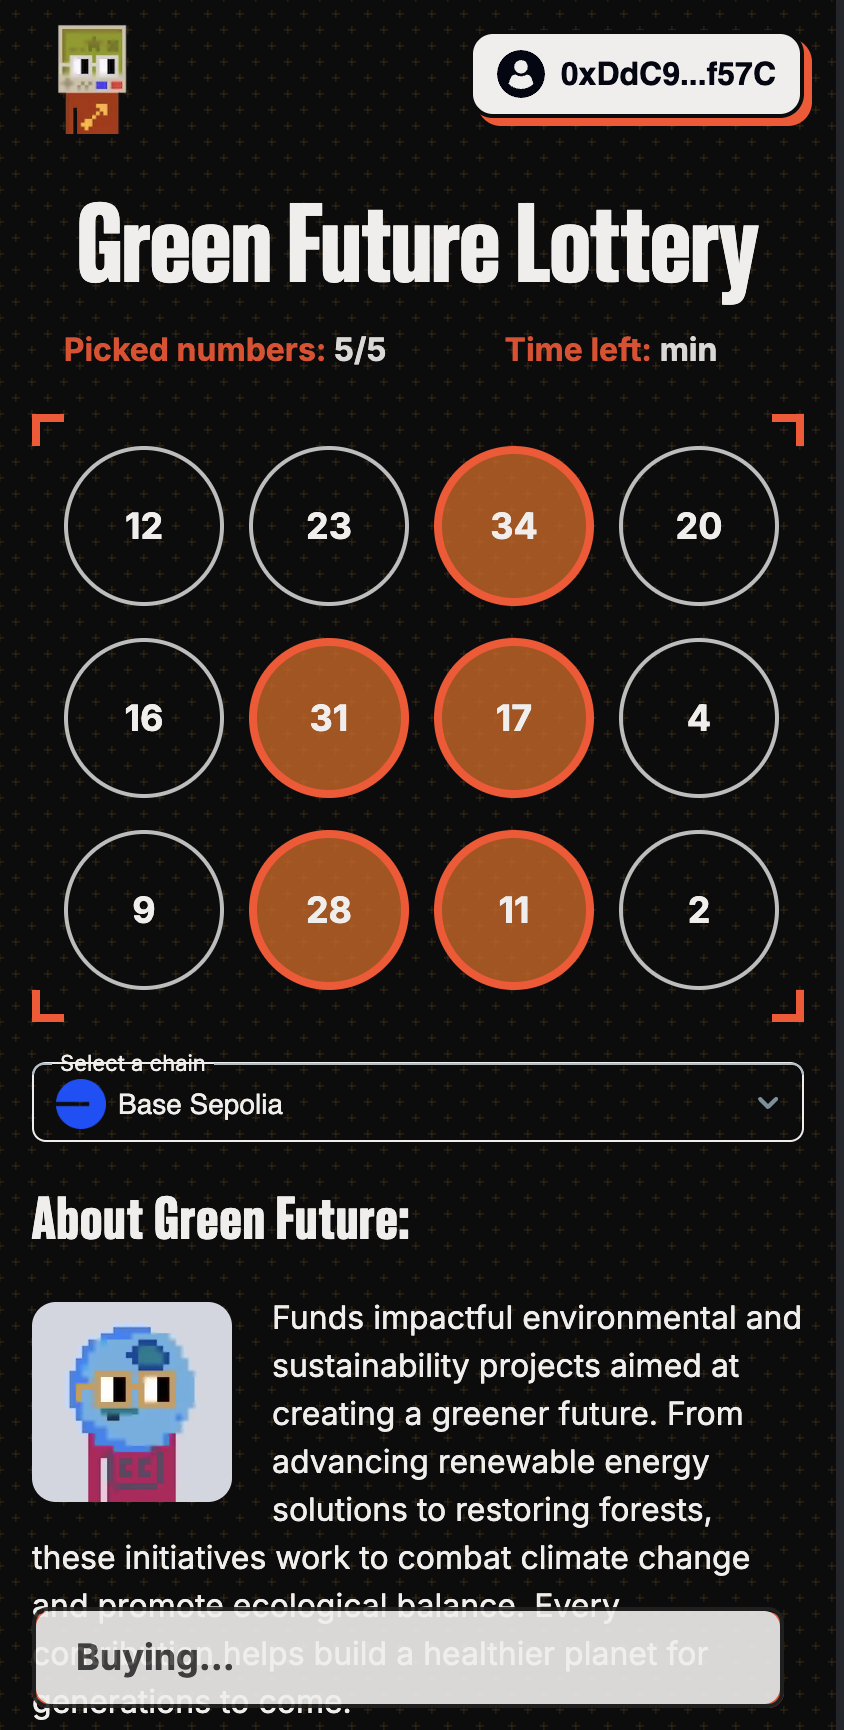 0xDdC9...f57C
Green Future Lottery
Picked numbers: 5/5
Time left: min
12 23 34 20
16 31 17 4
9 28 11 2
Select a chain
Base Sepolia
About Green Future:
Funds impactful environmental and
sustainability projects aimed at
creating a greener future. From
advancing renewable energy
solutions to restoring forests,
these initiatives work to combat climate change
and promote ecological balance. Every
contribution helps build a healthier planet for
generations to come.
Buying...